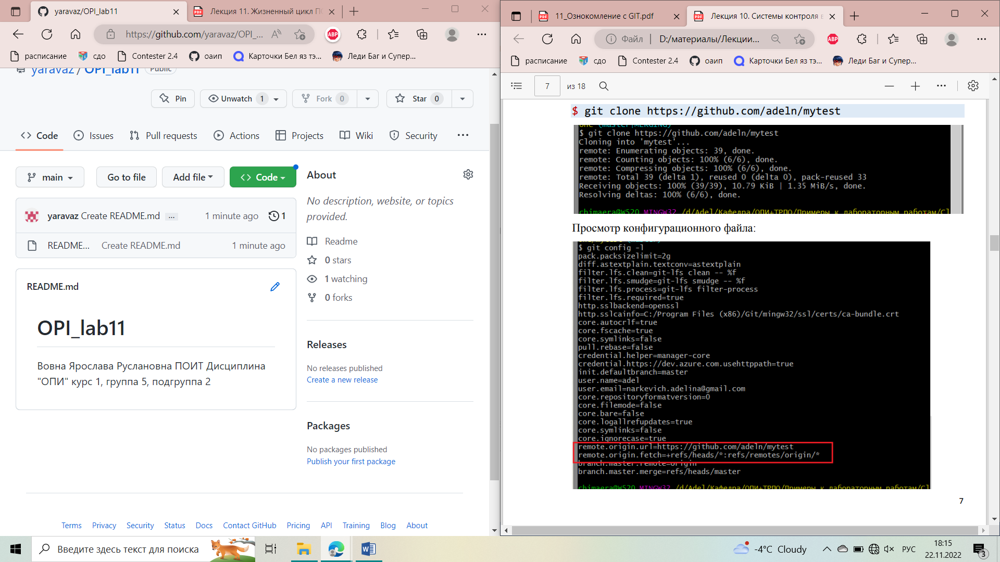 yaravaz/OPI_lab11
Лекция 11. Жизненный цикл ПО
https://github.com/yaravaz/OPI_...
ABP
расписание
сдо
Contester 2.4
оаип
Карточки Бел яз тэ...
Леди Баг и Супер...
yaravaz / OPI_lab11 Public
Pin
Unwatch 1
Fork 0
Star 0
Code
Issues
Pull requests
Actions
Projects
Wiki
Security
main
Go to file
Add file
Code
yaravaz Create README.md ... 1 minute ago 1
README... Create README.md 1 minute ago
README.md
OPI_lab11
Вовна Ярослава Руслановна ПОИТ Дисциплина
"ОПИ" курс 1, группа 5, подгруппа 2
About
No description, website, or topics
provided.
Readme
0 stars
1 watching
0 forks
Releases
No releases published
Create a new release
Packages
No packages published
Publish your first package
Terms Privacy Security Status Docs Contact GitHub Pricing API Training Blog About
11_Ознокомление с GIT.pdf
Лекция 10. Системы контроля в
Файл
D:/материалы/Лекции...
ABP
расписание
сдо
Contester 2.4
оаип
Карточки Бел яз тэ...
Леди Баг и Супер...
7 из 18
$ git clone https://github.com/adeln/mytest
one (master|MERGING)
$ git clone https://github.com/adeln/mytest
Cloning into 'mytest'...
remote: Enumerating objects: 39, done.
remote: Counting objects: 100% (6/6), done.
remote: Compressing objects: 100% (6/6), done.
remote: Total 39 (delta 1), reused 0 (delta 0), pack-reused 33
Receiving objects: 100% (39/39), 10.79 KiB | 1.35 MiB/s, done.
Resolving deltas: 100% (6/6), done.
chimaera@W520 MINGW32 /d/Adel/Кафедра/ОПИ+ТРПО/Примеры к лабораторным работам/Cl
Просмотр конфигурационного файла:
$ git config -l
pack.packsizelimit=2g
diff.astextplain.textconv=astextplain
filter.lfs.clean=git-lfs clean -- %f
filter.lfs.smudge=git-lfs smudge -- %f
filter.lfs.process=git-lfs filter-process
filter.lfs.required=true
http.sslbackend=openssl
http.sslcainfo=C:/Program Files (x86)/Git/mingw32/ssl/certs/ca-bundle.crt
core.autocrlf=true
core.fscache=true
core.symlinks=false
pull.rebase=false
credential.helper=manager-core
credential.https://dev.azure.com.usehttppath=true
init.defaultbranch=master
user.name=adel
user.email=narkevich.adelina@gmail.com
core.repositoryformatversion=0
core.filemode=false
core.bare=false
core.logallrefupdates=true
core.symlinks=false
core.ignorecase=true
remote.origin.url=https://github.com/adeln/mytest
remote.origin.fetch=+refs/heads/*:refs/remotes/origin/*
branch.master.remote=origin
branch.master.merge=refs/heads/master
chimaera@W520 MINGW32 /d/Adel/Кафедра/ОПИ+ТРПО/Примеры к лабораторным работам/Cl
7
Введите здесь текст для поиска
-4°C Cloudy
РУС
18:15
22.11.2022
3